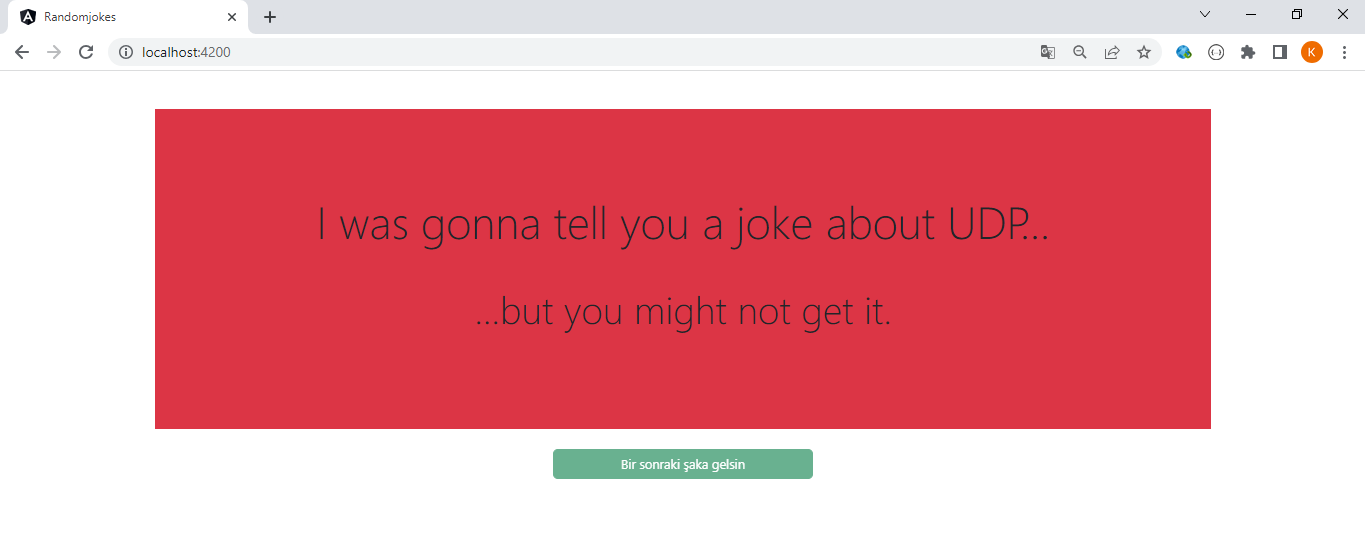 Randomjokes
localhost:4200
K
I was gonna tell you a joke about UDP...
...but you might not get it.
Bir sonraki şaka gelsin